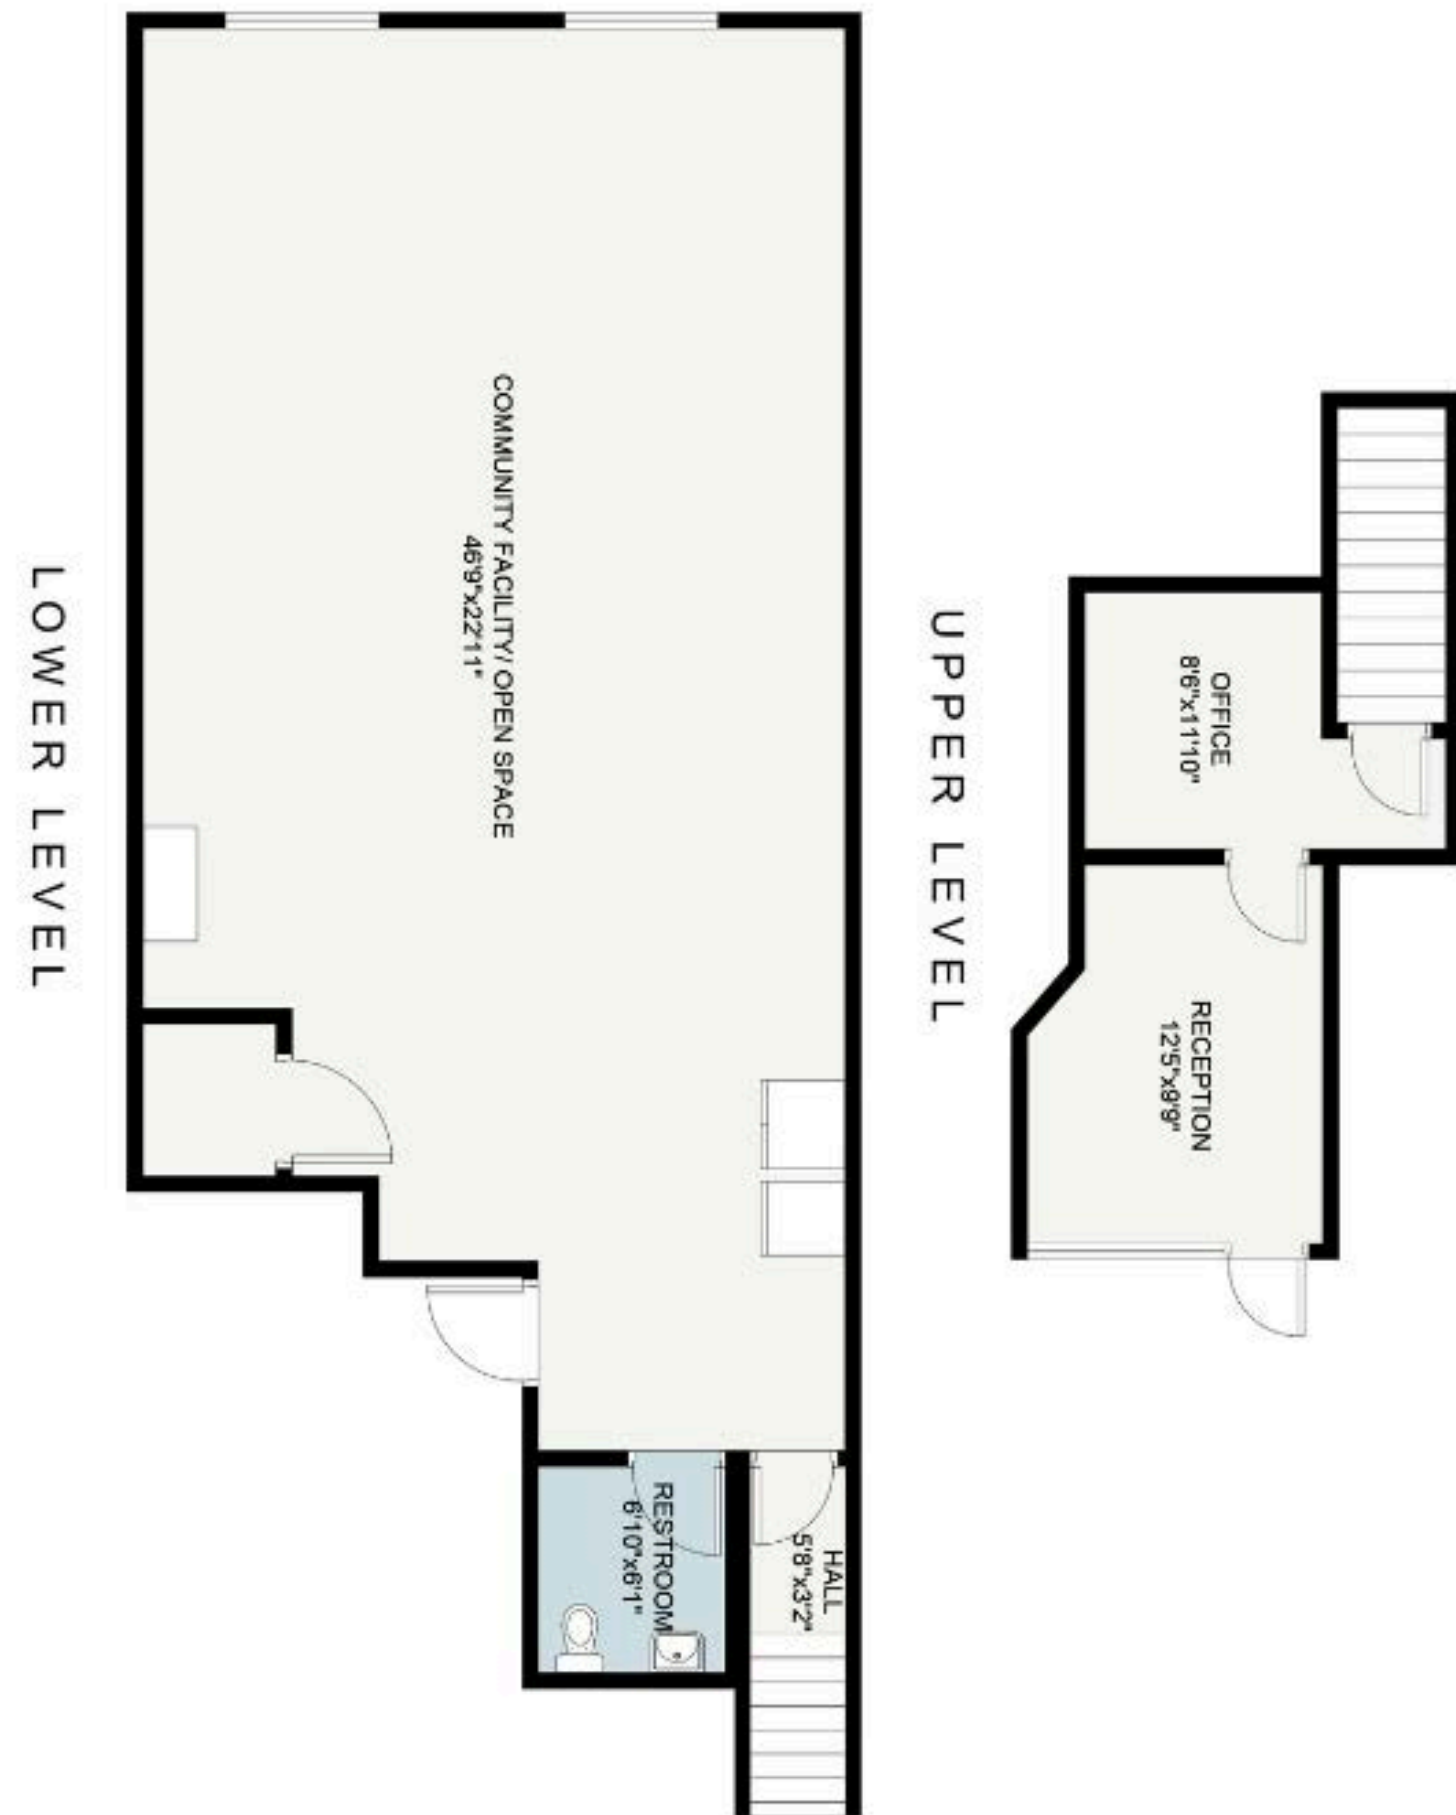 UPPER LEVEL
OFFICE
8'6"x11'10"
RECEPTION
12'5"x9'9"
COMMUNITY FACILITY/ OPEN SPACE
46'9"x22'11"
HALL
5'8"x3'2"
RESTROOM
6'10"x6'1"
LOWER LEVEL